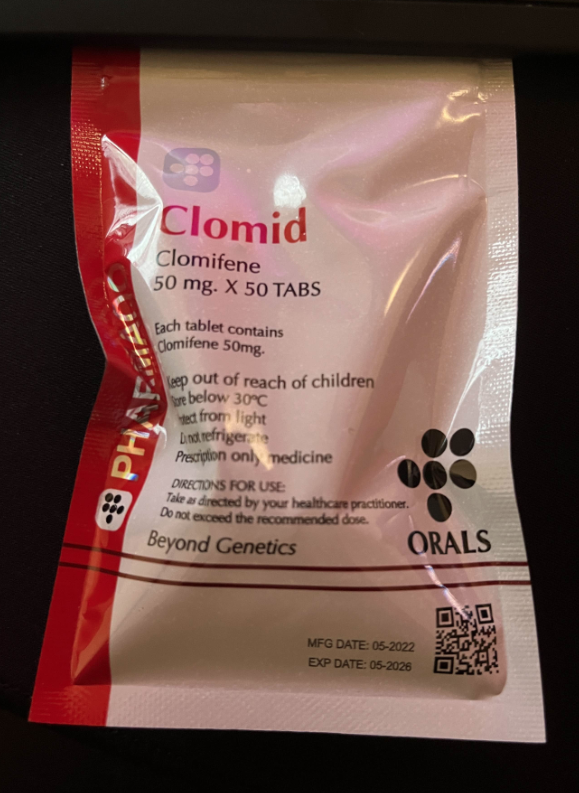 Clomid
Clomifene
50 mg. X 50 TABS
Each tablet contains
Clomifene 50mg.
Keep out of reach of children
Store below 30°C
Protect from light
Do not refrigerate
Prescription only medicine
DIRECTIONS FOR USE:
Take as directed by your healthcare practitioner.
Do not exceed the recommended dose.
Beyond Genetics
ORALS
MFG DATE: 05-2022
EXP DATE: 05-2026